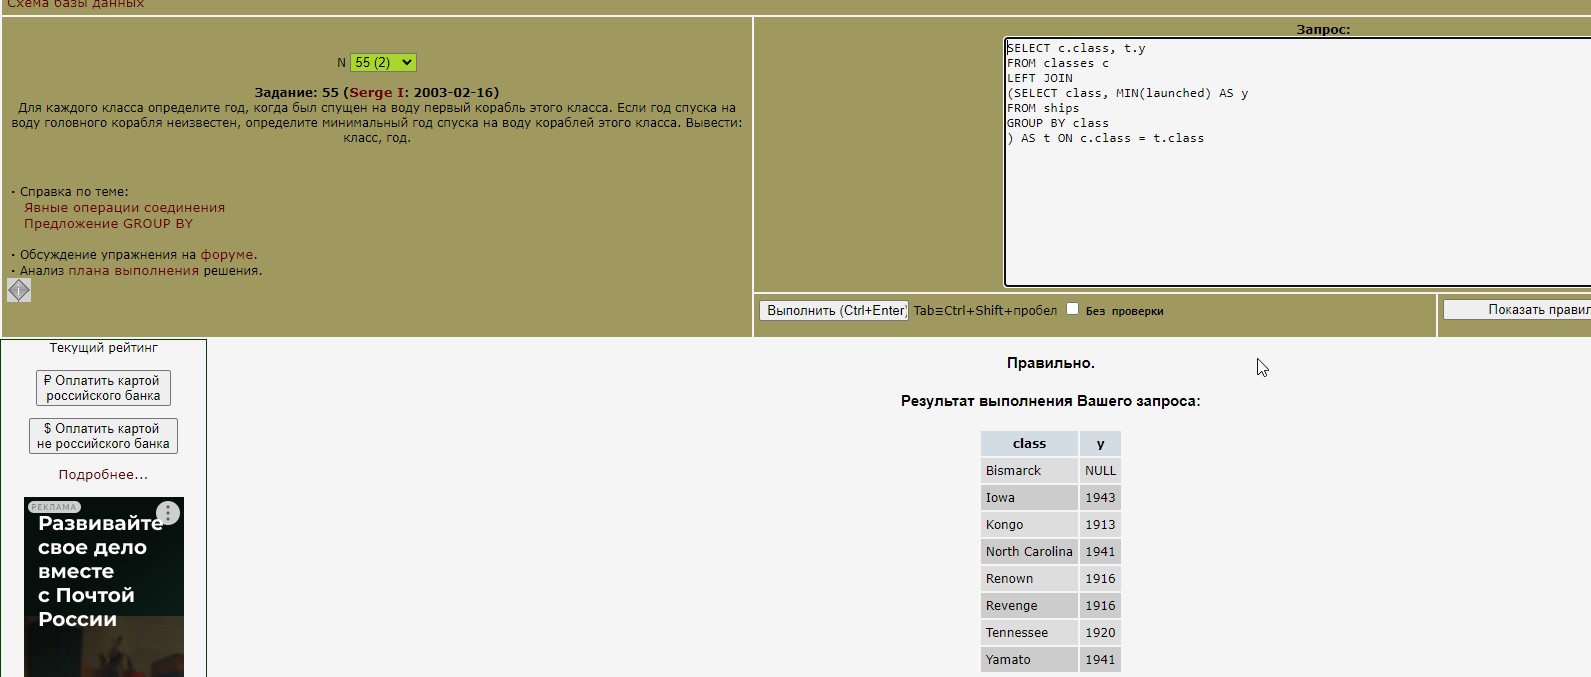 Схема базы данных
N 55 (2)
Задание: 55 (Serge I: 2003-02-16)
Для каждого класса определите год, когда был спущен на воду первый корабль этого класса. Если год спуска на
воду головного корабля неизвестен, определите минимальный год спуска на воду кораблей этого класса. Вывести:
класс, год.
· Справка по теме:
Явные операции соединения
Предложение GROUP BY
· Обсуждение упражнения на форуме.
· Анализ плана выполнения решения.
Запрос:
SELECT c.class, t.y
FROM classes c
LEFT JOIN
(SELECT class, MIN(launched) AS y
FROM ships
GROUP BY class
) AS t ON c.class = t.class
Выполнить (Ctrl+Enter) Tab≡Ctrl+Shift+пробел Без проверки
Показать правил
Текущий рейтинг
₽ Оплатить картой
российского банка
$ Оплатить картой
не российского банка
Подробнее...
РЕКЛАМА
Развивайте
свое дело
вместе
с Почтой
России
Правильно.
Результат выполнения Вашего запроса:
class y
Bismarck NULL
Iowa 1943
Kongo 1913
North Carolina 1941
Renown 1916
Revenge 1916
Tennessee 1920
Yamato 1941